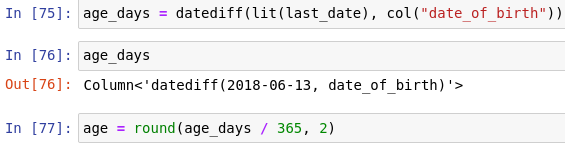 In [75]: age_days = datediff(lit(last_date), col("date_of_birth"))
In [76]: age_days
Out[76]: Column<'datediff(2018-06-13, date_of_birth)'>
In [77]: age = round(age_days / 365, 2)